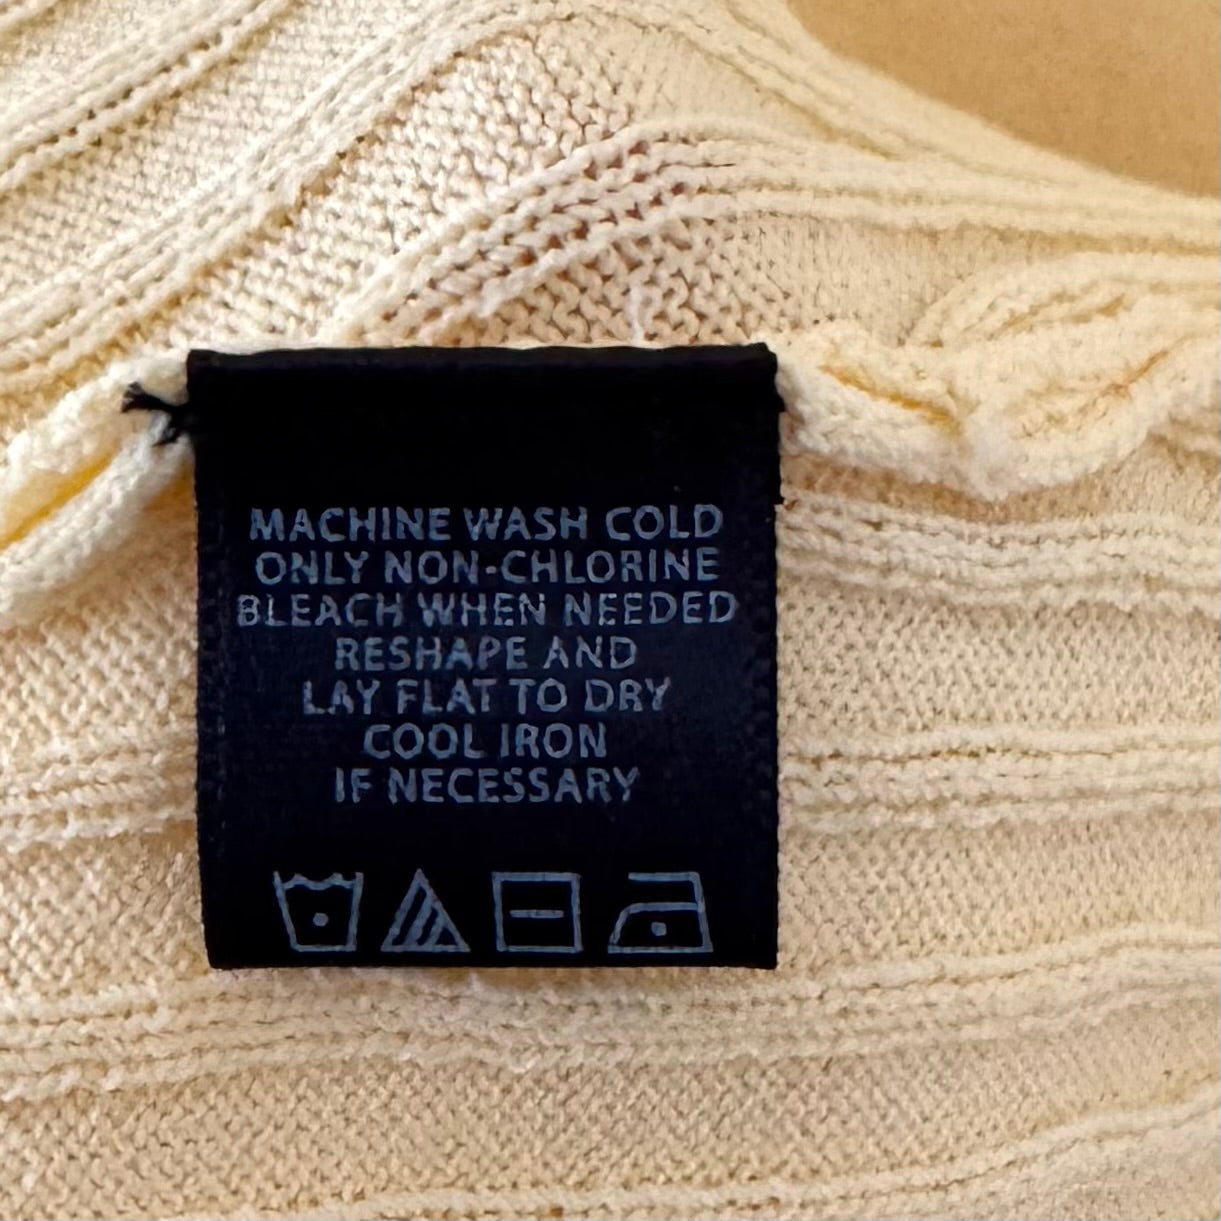 MACHINE WASH COLD
ONLY NON-CHLORINE
BLEACH WHEN NEEDED
RESHAPE AND
LAY FLAT TO DRY
COOL IRON
IF NECESSARY